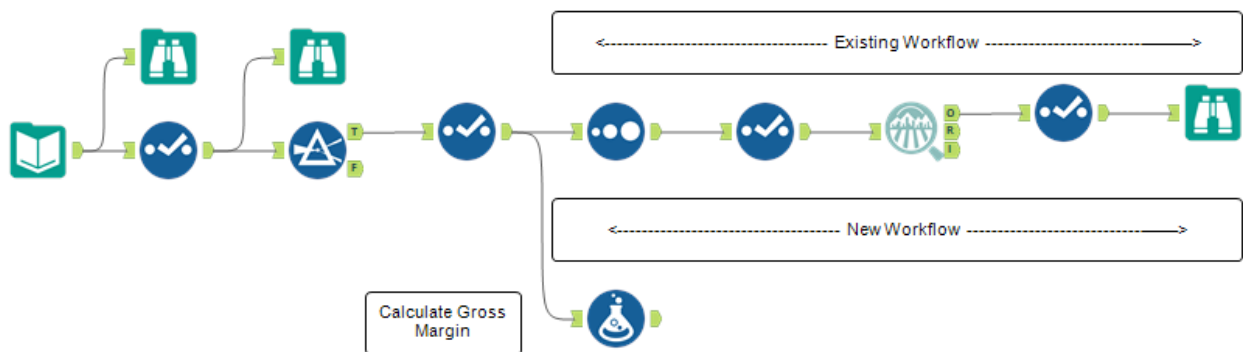 <------------------------------------ Existing Workflow ------------------------------------>
T
F
O
R
I
<------------------------------------ New Workflow ------------------------------------>
Calculate Gross
Margin